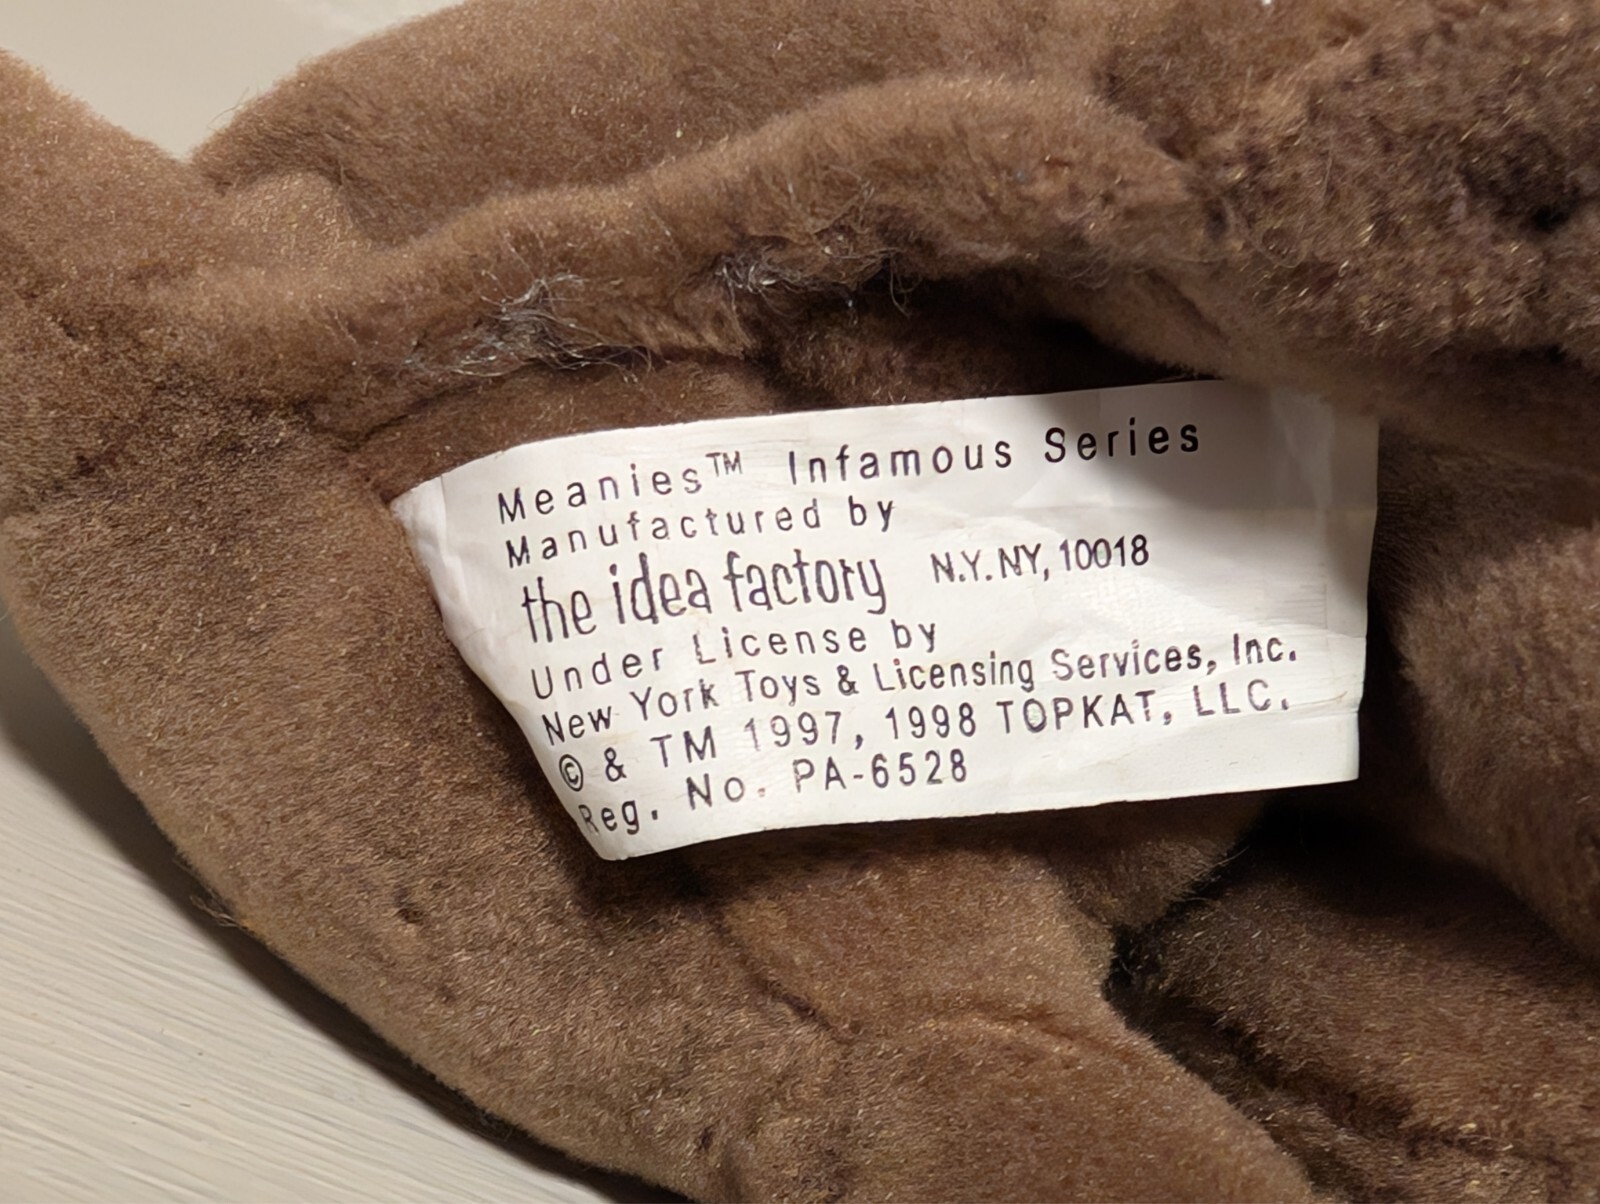 Meanies™ Infamous Series
Manufactured by
the idea factory N.Y. NY, 10018
Under License by
New York Toys & Licensing Services, Inc.
© & TM 1997, 1998 TOPKAT, LLC.
Reg. No. PA-6528